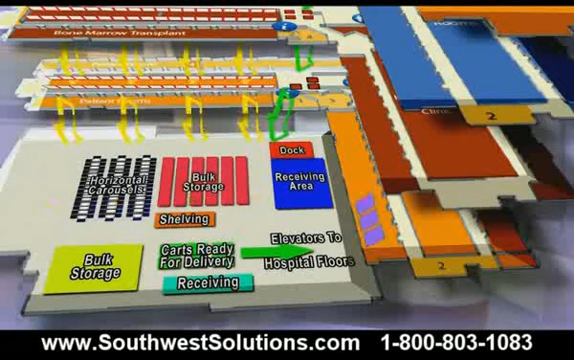 Bone Marrow Transplant
Patient Rooms
2
2
Dock
Horizontal
Carousels
Bulk
Storage
Receiving
Area
Shelving
Bulk
Storage
Carts Ready
For Delivery
Elevators To
Hospital Floors
Receiving
www.SouthwestSolutions.com 1-800-803-1083